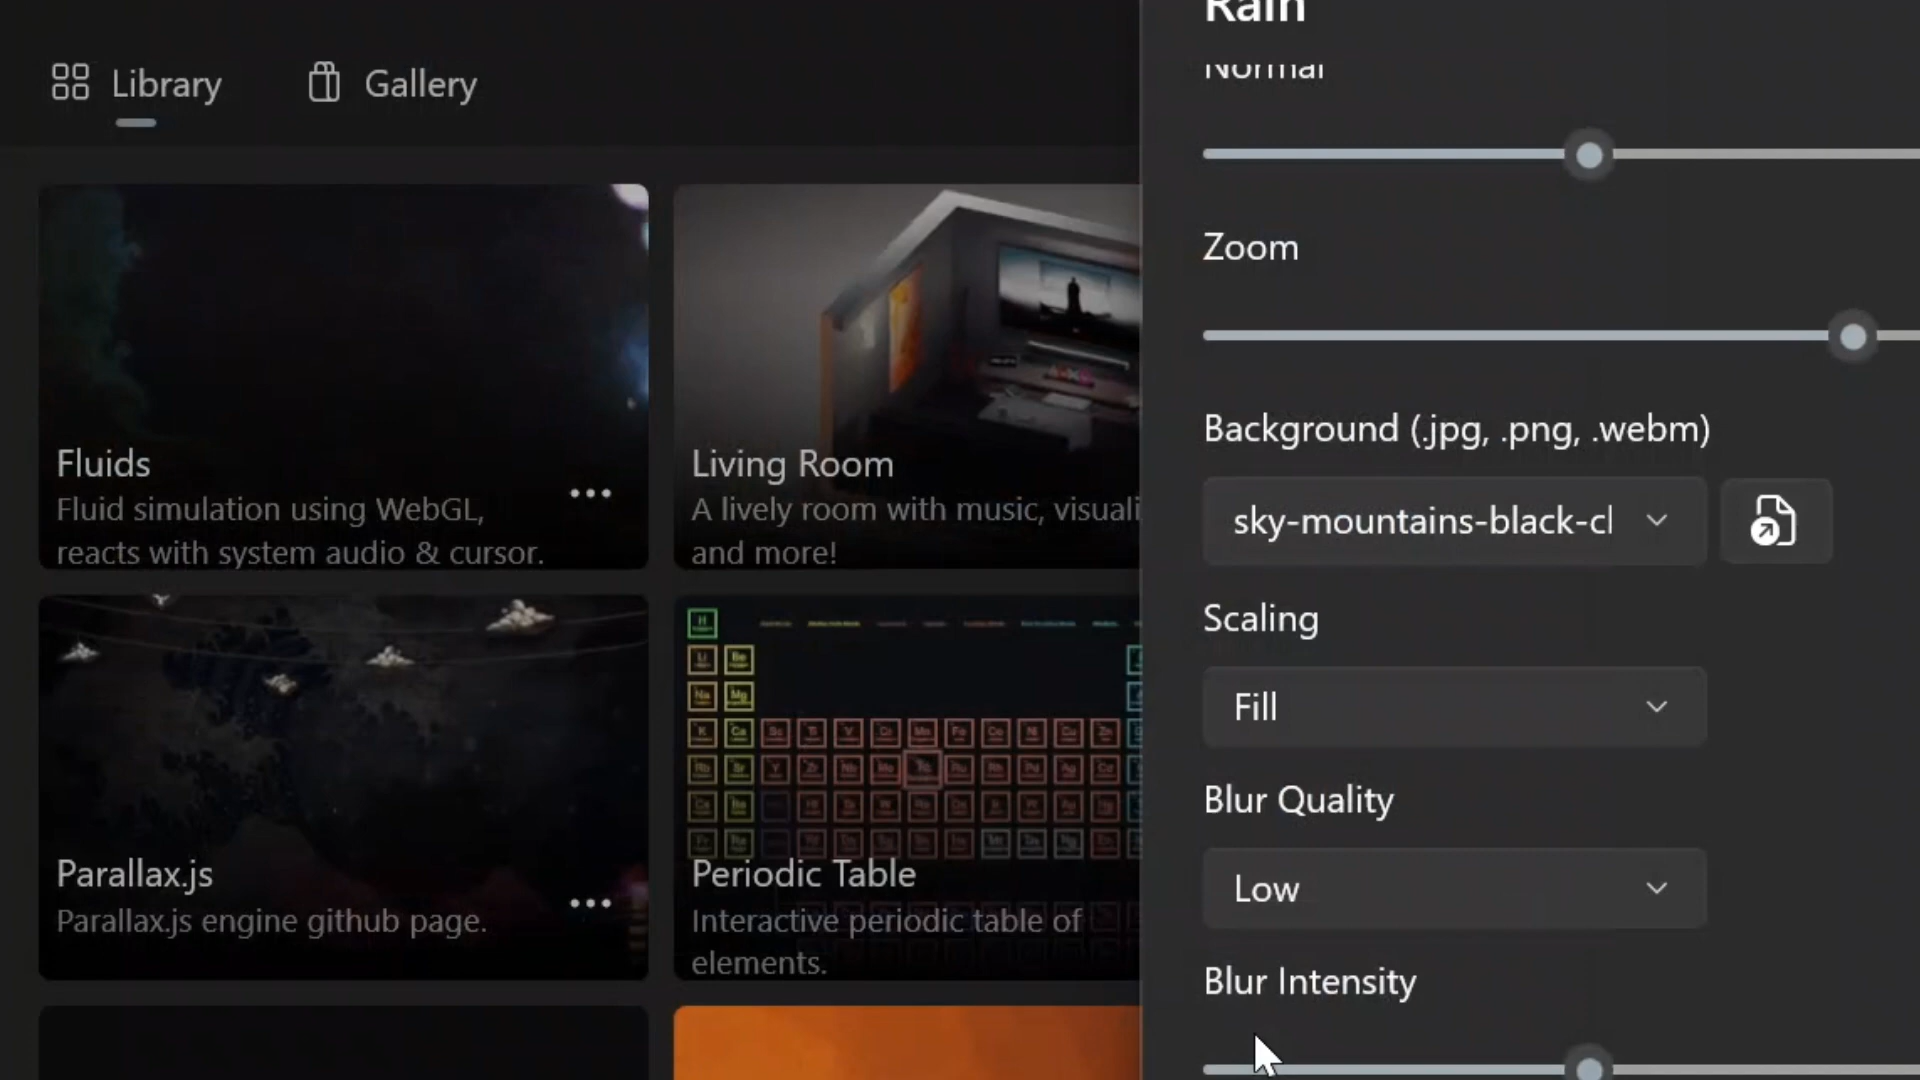 Library
Gallery
Fluids
Fluid simulation using WebGL,
reacts with system audio & cursor.
Living Room
A lively room with music, visuali
and more!
Parallax.js
Parallax.js engine github page.
Periodic Table
Interactive periodic table of
elements.
Rain
Normal
Zoom
Background (.jpg, .png, .webm)
sky-mountains-black-cl
Scaling
Fill
Blur Quality
Low
Blur Intensity